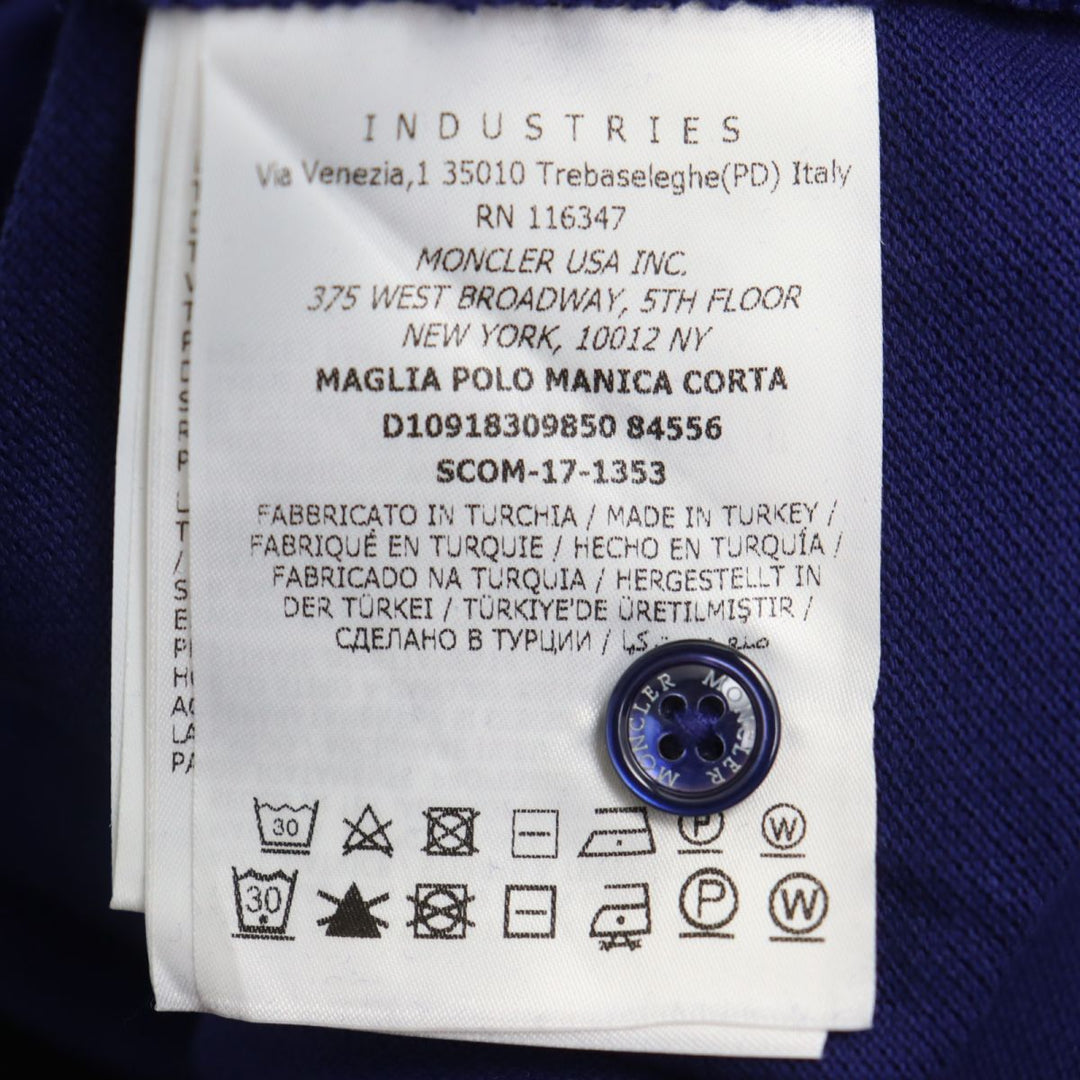 INDUSTRIES
Via Venezia,1 35010 Trebaseleghe(PD) Italy
RN 116347
MONCLER USA INC.
375 WEST BROADWAY, 5TH FLOOR
NEW YORK, 10012 NY
MAGLIA POLO MANICA CORTA
D10918309850 84556
SCOM-17-1353
FABBRICATO IN TURCHIA / MADE IN TURKEY /
FABRIQUÉ EN TURQUIE / HECHO EN TURQUÍA /
FABRICADO NA TURQUIA / HERGESTELLT IN
DER TÜRKEI / TÜRKIYE'DE ÜRETILMIŞTIR /
СДЕЛАНО В ТУРЦИИ /
MONCLER MONCLER
30 P W
30 P W